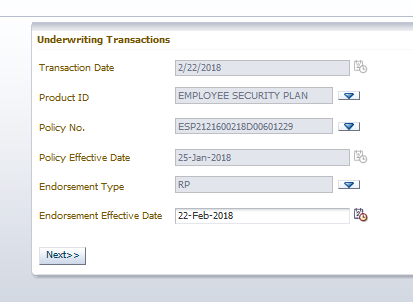 Underwriting Transactions
Transaction Date 2/22/2018
Product ID EMPLOYEE SECURITY PLAN
Policy No. ESP2121600218D00601229
Policy Effective Date 25-Jan-2018
Endorsement Type RP
Endorsement Effective Date 22-Feb-2018
Next>>